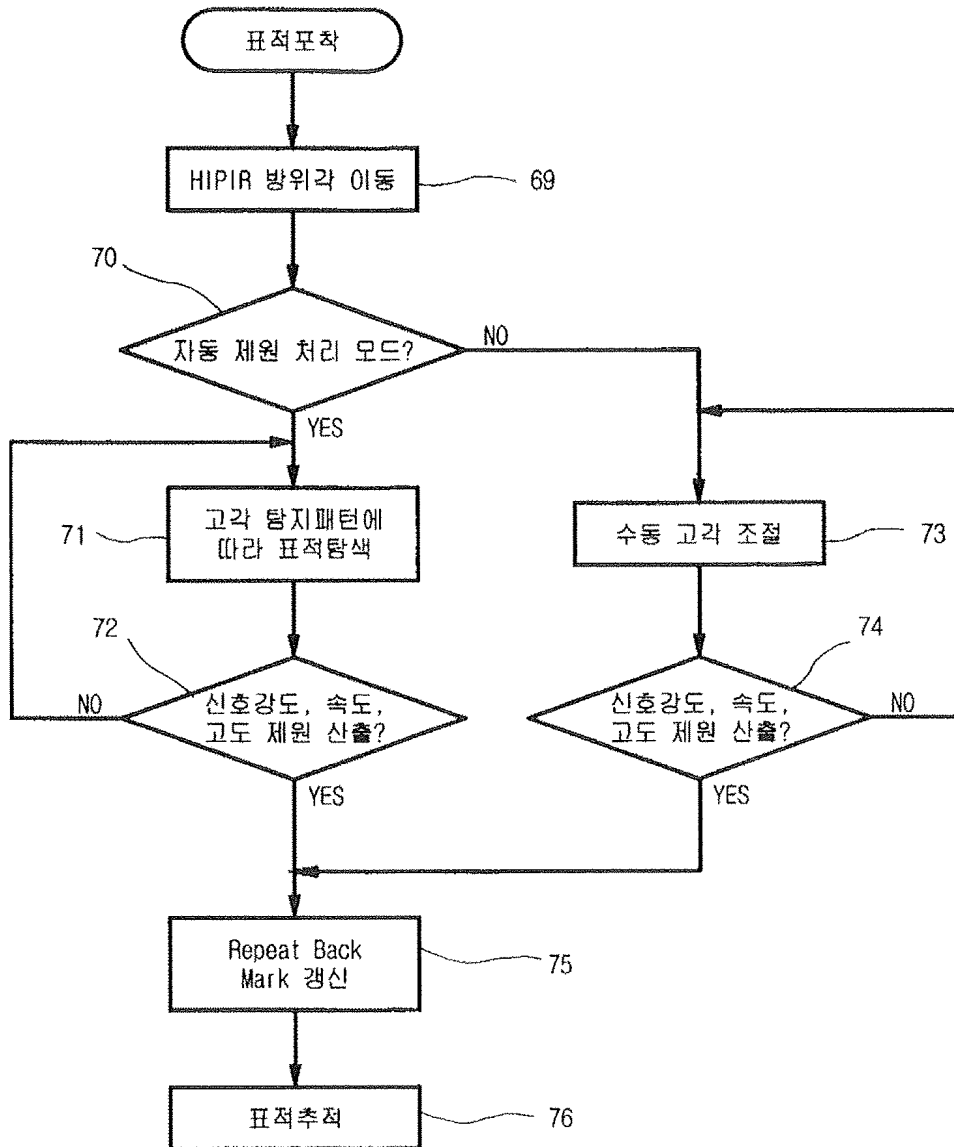 표적포착
HIPIR 방위각 이동
69
70
자동 제원 처리 모드?
NO
YES
고각 탐지패턴에
따라 표적탐색
71
수동 고각 조절
73
72
74
신호강도, 속도,
고도 제원 산출?
NO
신호강도, 속도,
고도 제원 산출?
NO
YES
YES
Repeat Back
Mark 갱신
75
표적추적
76